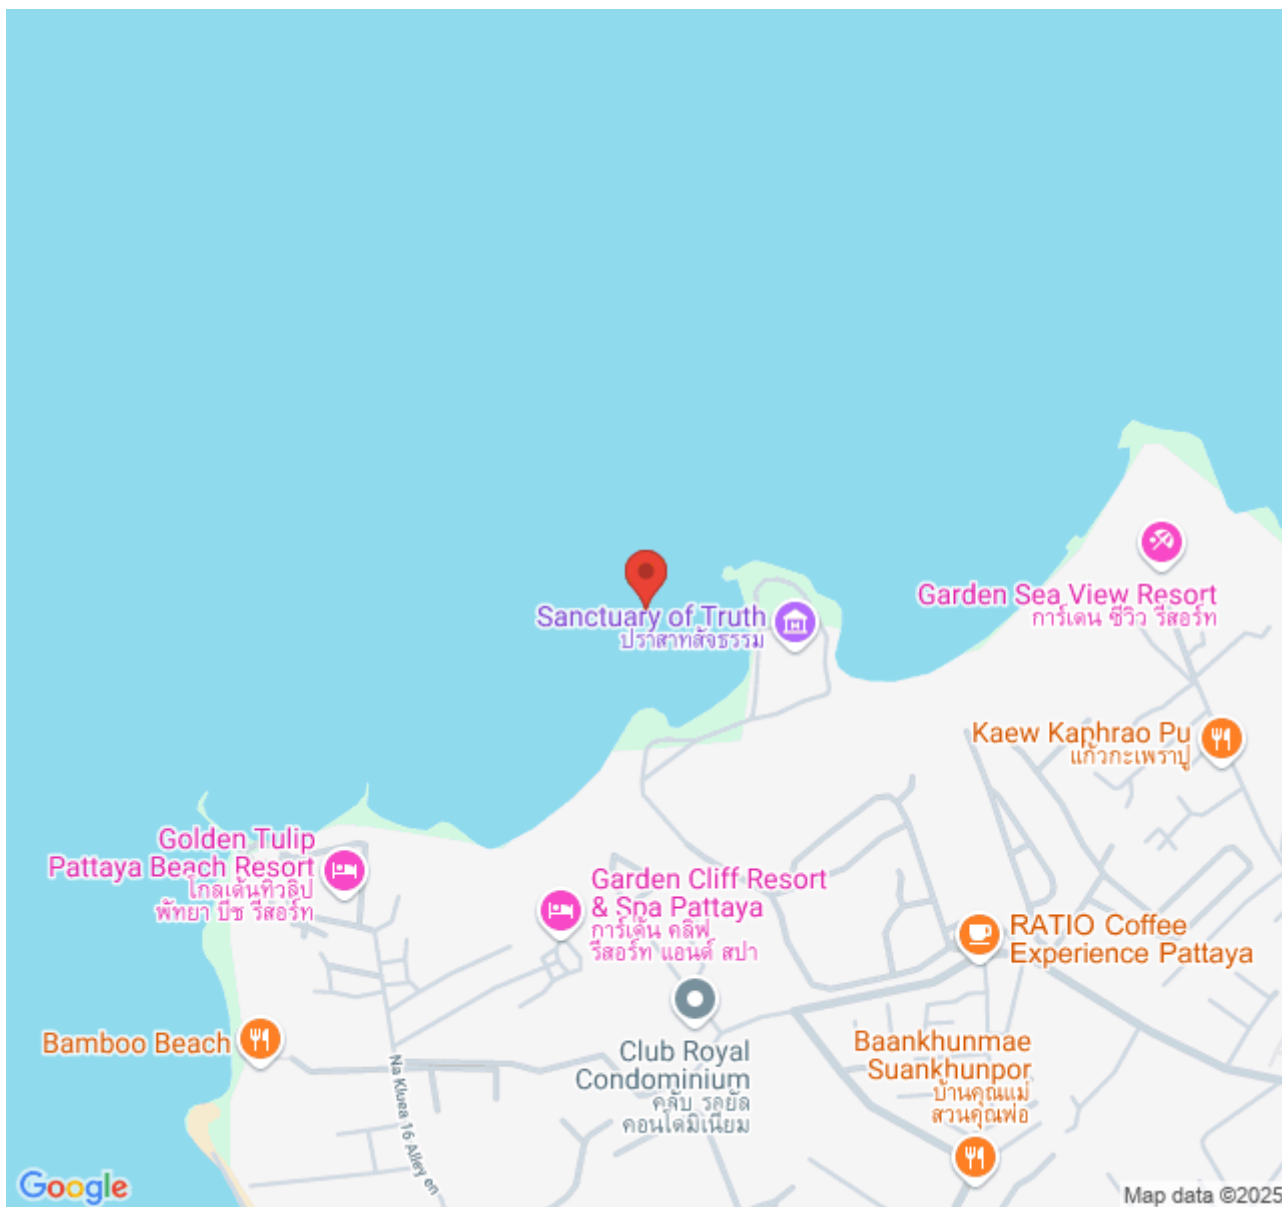 Garden Sea View Resort
การ์เดน ซีวิว รีสอร์ท
Sanctuary of Truth
ปราสาทสัจธรรม
Kaew Kaphrao Pu
แก้วกะเพราปู
Golden Tulip
Pattaya Beach Resort
โกลเด้นทิวลิป
พัทยา บีช รีสอร์ท
Garden Cliff Resort
& Spa Pattaya
การ์เด้น คลิฟ
รีสอร์ท แอนด์ สปา
RATIO Coffee
Experience Pattaya
Bamboo Beach
Club Royal
Condominium
คลับ รอยัล
คอนโดมิเนียม
Baankhunmae
Suankhunpor
บ้านคุณแม่
สวนคุณพ่อ
Na Kluea 16 Alley
Google
Map data ©2025